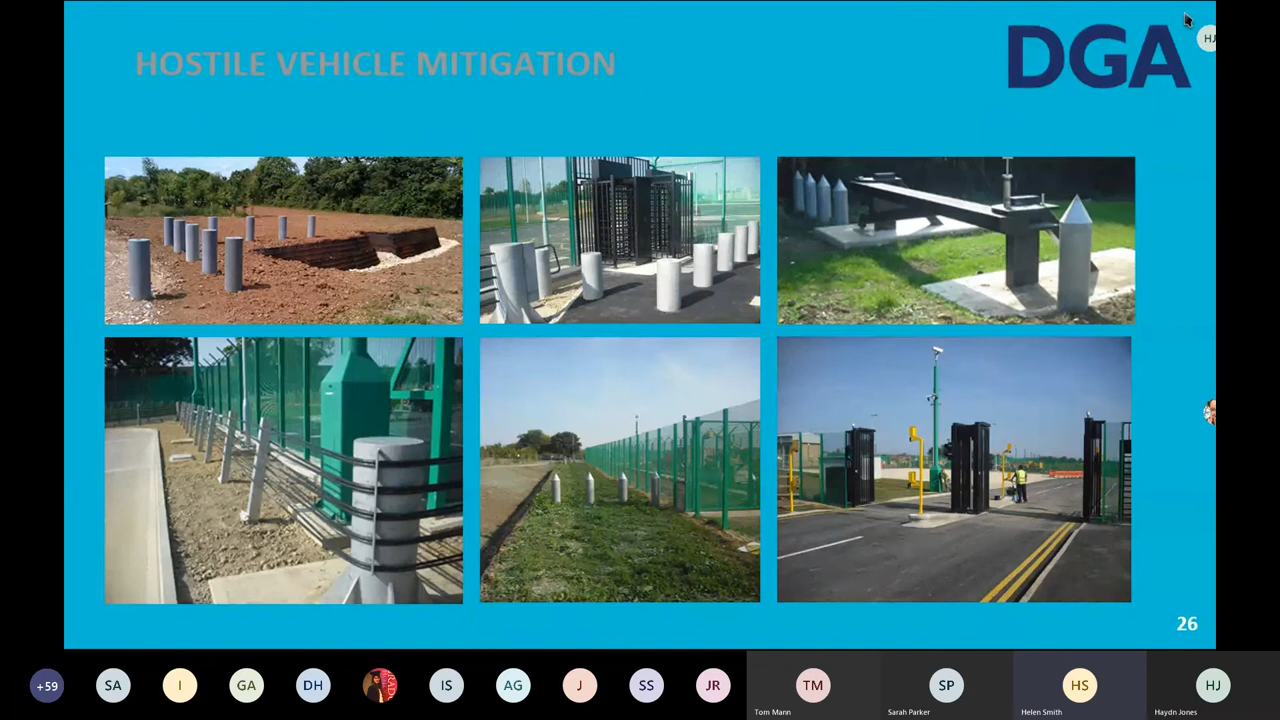 HOSTILE VEHICLE MITIGATION
DGA
HJ
26
+59
SA
I
GA
DH
IS
AG
J
SS
JR
TM
SP
HS
HJ
Tom Mann
Sarah Parker
Helen Smith
Haydn Jones